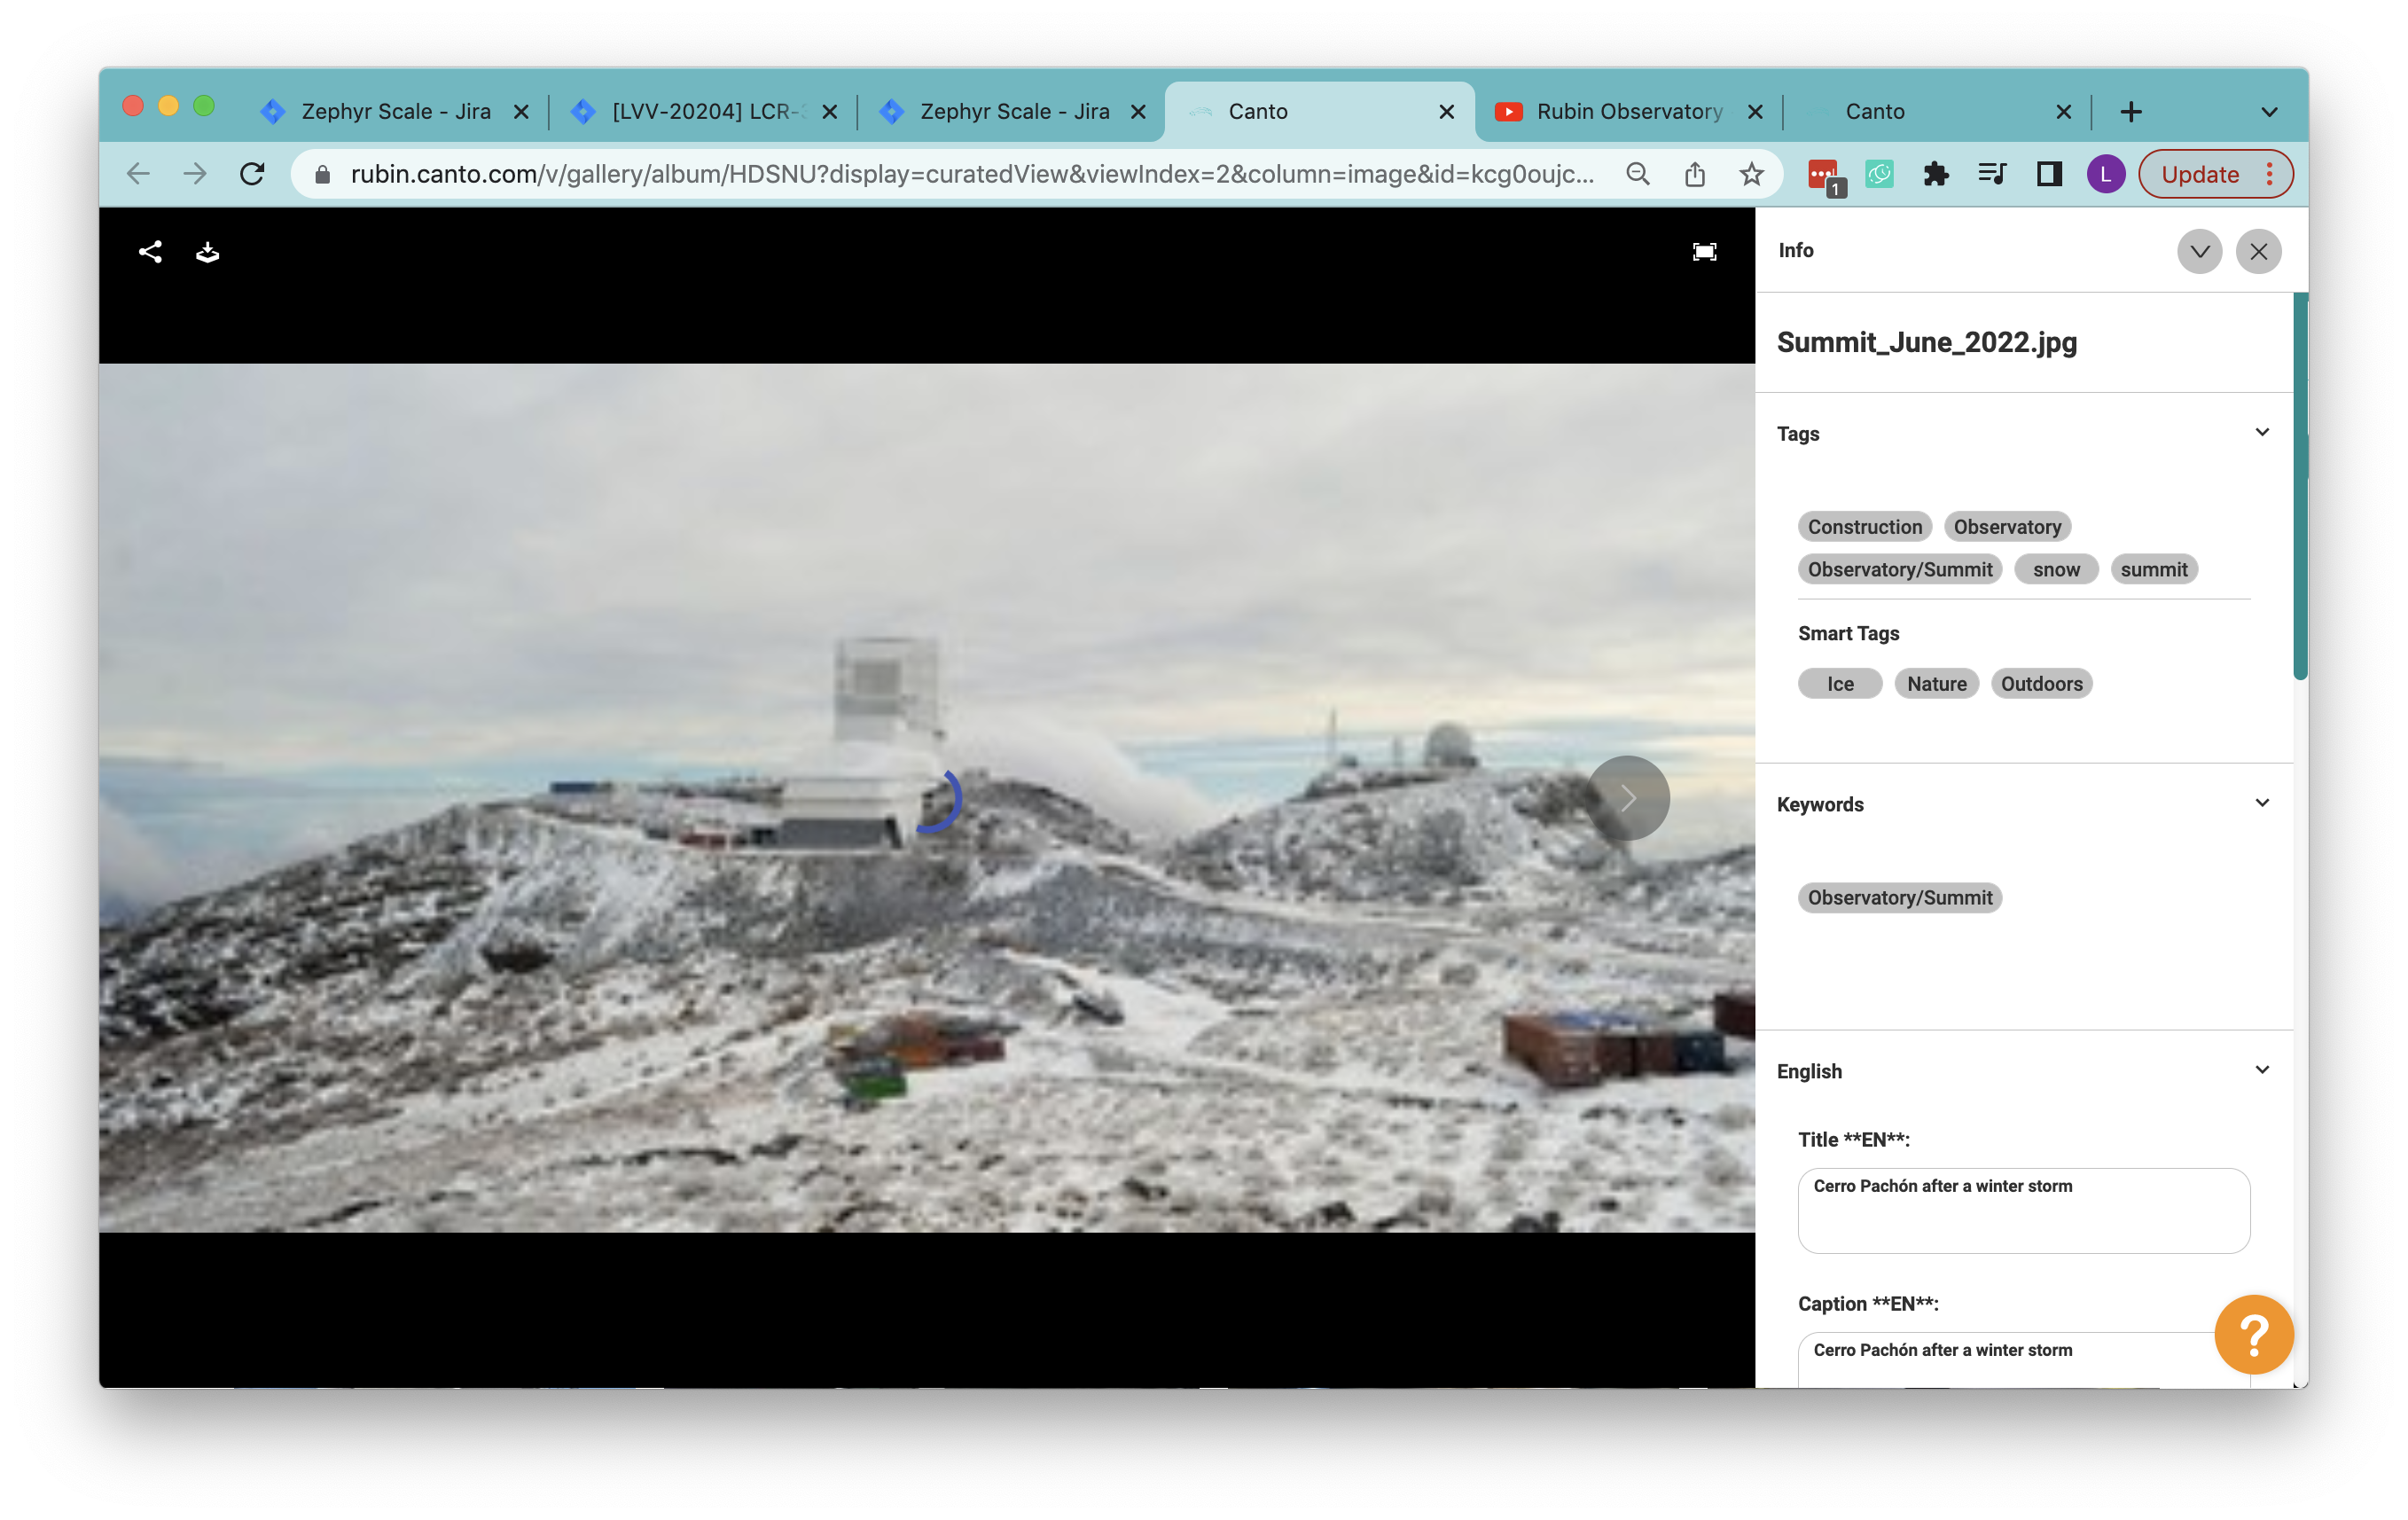 Zephyr Scale - Jira
[LVV-20204] LCR-
Zephyr Scale - Jira
Canto
Rubin Observatory
Canto
rubin.canto.com/v/gallery/album/HDSNU?display=curatedView&viewIndex=2&column=image&id=kcg0oujc...
1
L
Update
Info
Summit_June_2022.jpg
Tags
Construction Observatory
Observatory/Summit snow summit
Smart Tags
Ice Nature Outdoors
Keywords
Observatory/Summit
English
Title **EN**:
Cerro Pachón after a winter storm
Caption **EN**:
Cerro Pachón after a winter storm
?